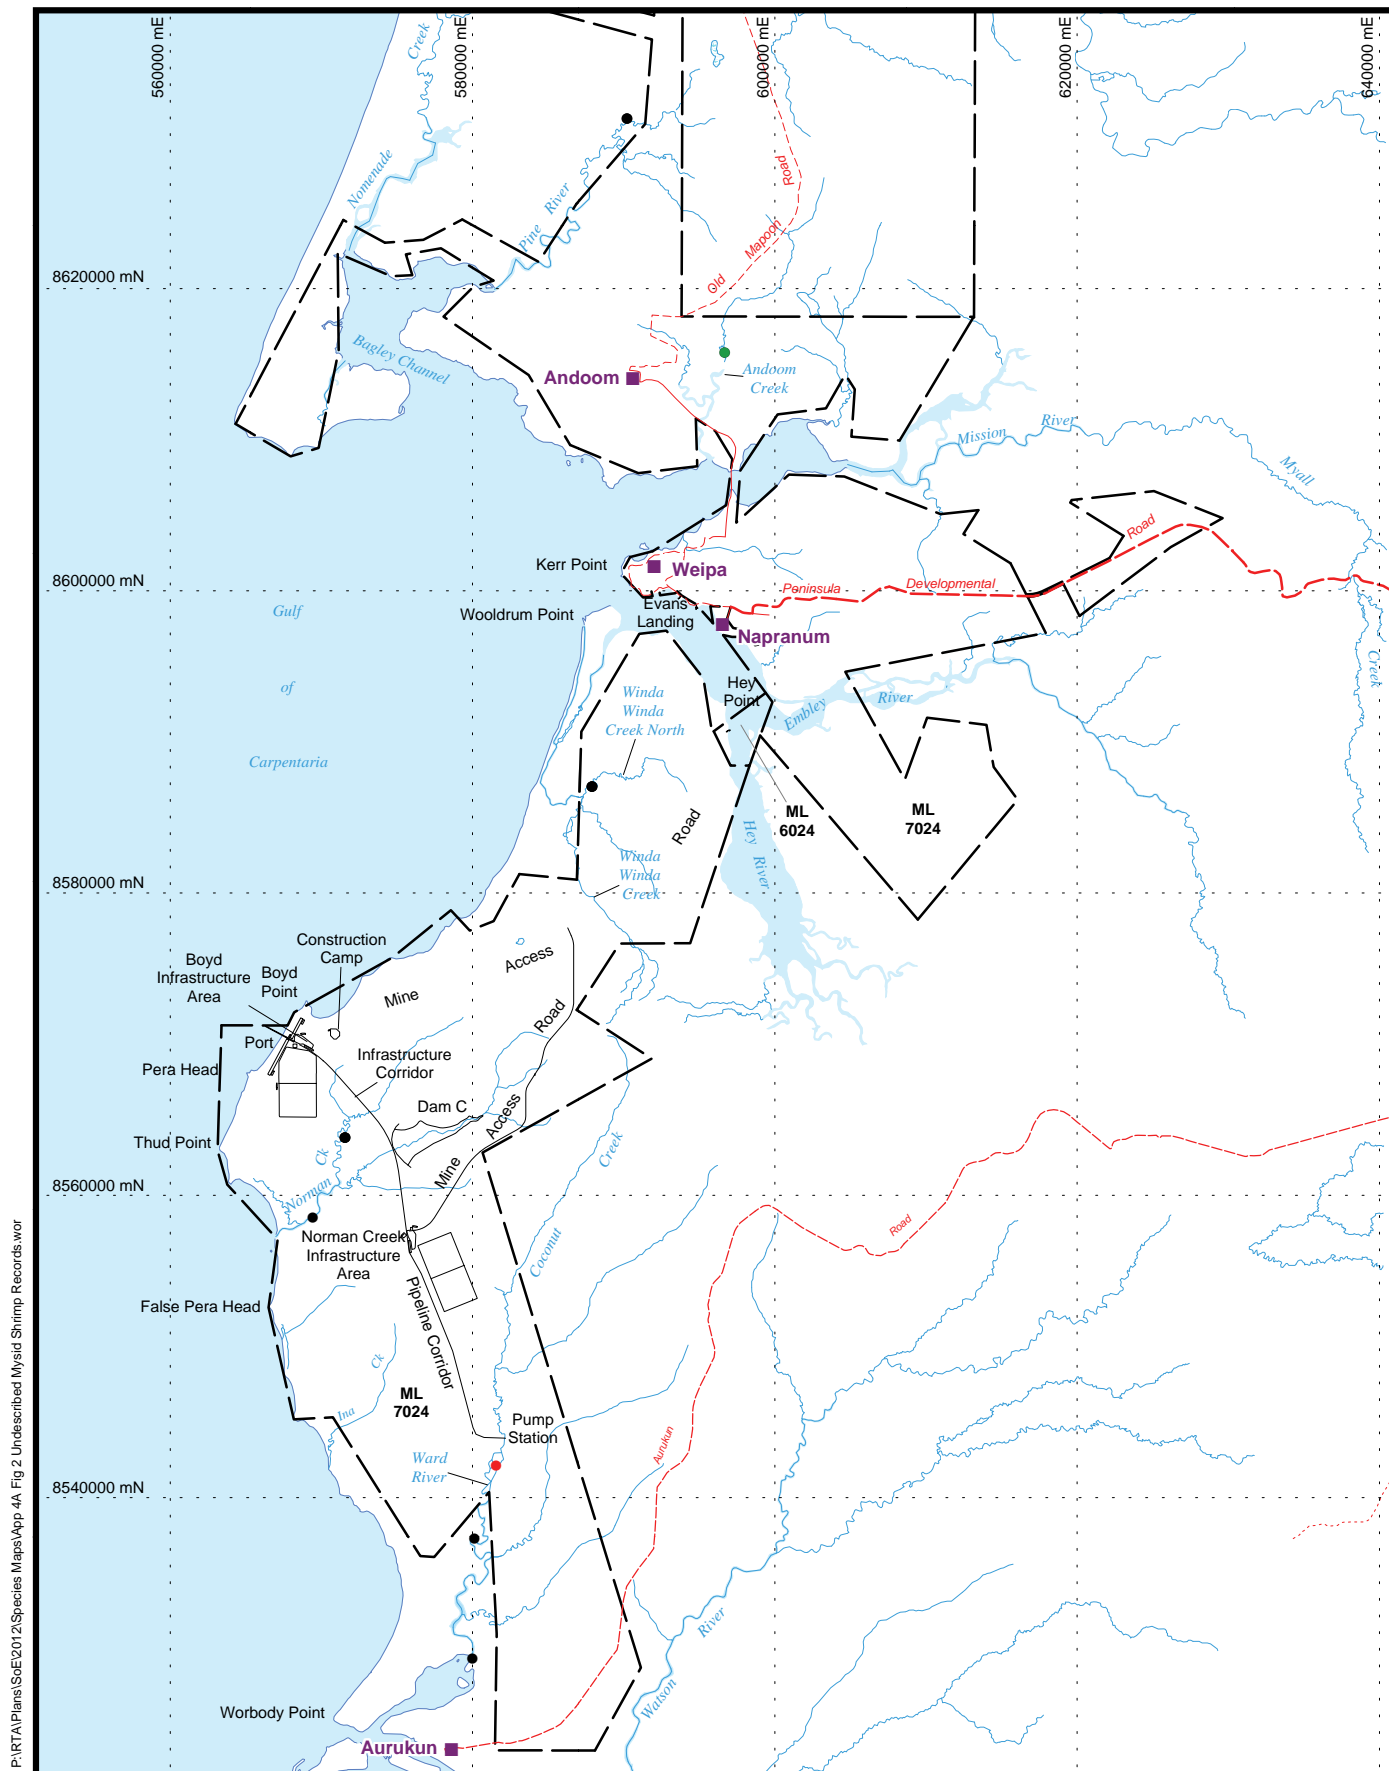 560000 mE
580000 mE
600000 mE
620000 mE
640000 mE
Creek
Nomenade
Pine
River
Road
Mapoon
Old
8620000 mN
Bagley Channel
Andoom
Andoom
Creek
Mission
River
Myall
Creek
Kerr Point
Weipa
Road
8600000 mN
Peninsula
Developmental
Gulf
of
Carpentaria
Wooldrum Point
Evans
Landing
Napranum
Hey
Point
Embley
River
Winda
Winda
Creek North
ML
6024
ML
7024
Road
Hey River
Winda
Winda
Creek
8580000 mN
Construction
Camp
Boyd
Infrastructure
Area
Boyd
Point
Access
Mine
Road
Port
Infrastructure
Corridor
Pera Head
Dam C
Access
Mine
Thud Point
Ck
Norman
Creek
Coconut
8560000 mN
Norman Creek
Infrastructure
Area
Road
False Pera Head
Pipeline Corridor
Ck
Ina
ML
7024
Pump
Station
Ward
River
Aurukun
8540000 mN
River
Watson
Worbody Point
Aurukun
P:\RTA\Plans\SoE\2012\Species Maps\App 4A Fig 2 Undescribed Mysid Shrimp Records.wor